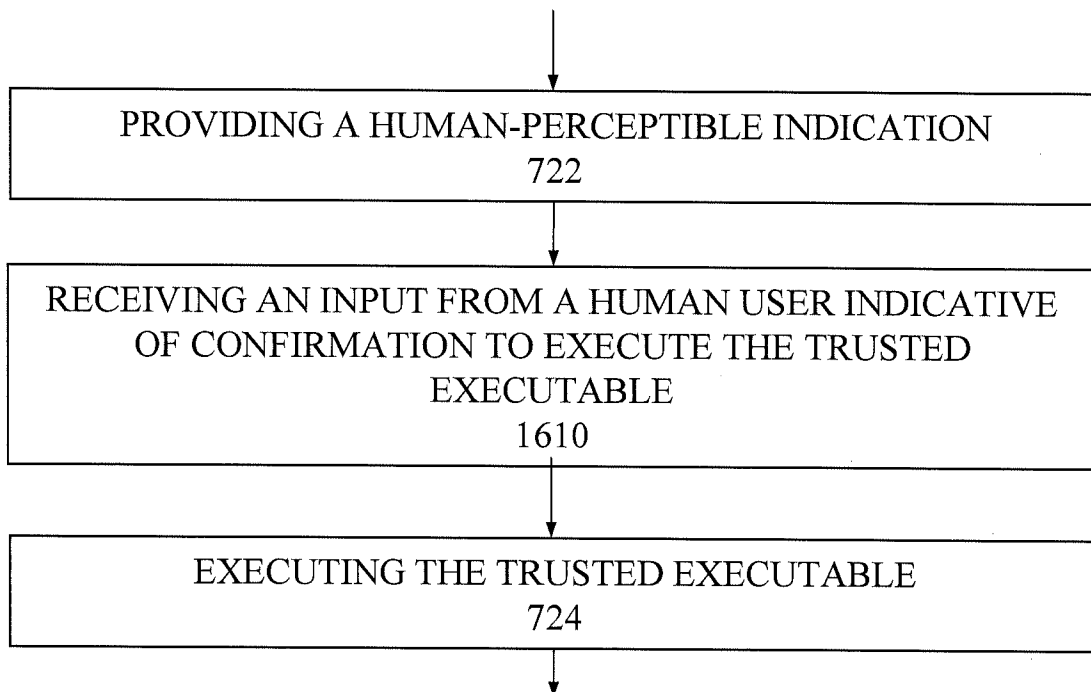 PROVIDING A HUMAN-PERCEPTIBLE INDICATION
722
RECEIVING AN INPUT FROM A HUMAN USER INDICATIVE
OF CONFIRMATION TO EXECUTE THE TRUSTED
EXECUTABLE
1610
EXECUTING THE TRUSTED EXECUTABLE
724